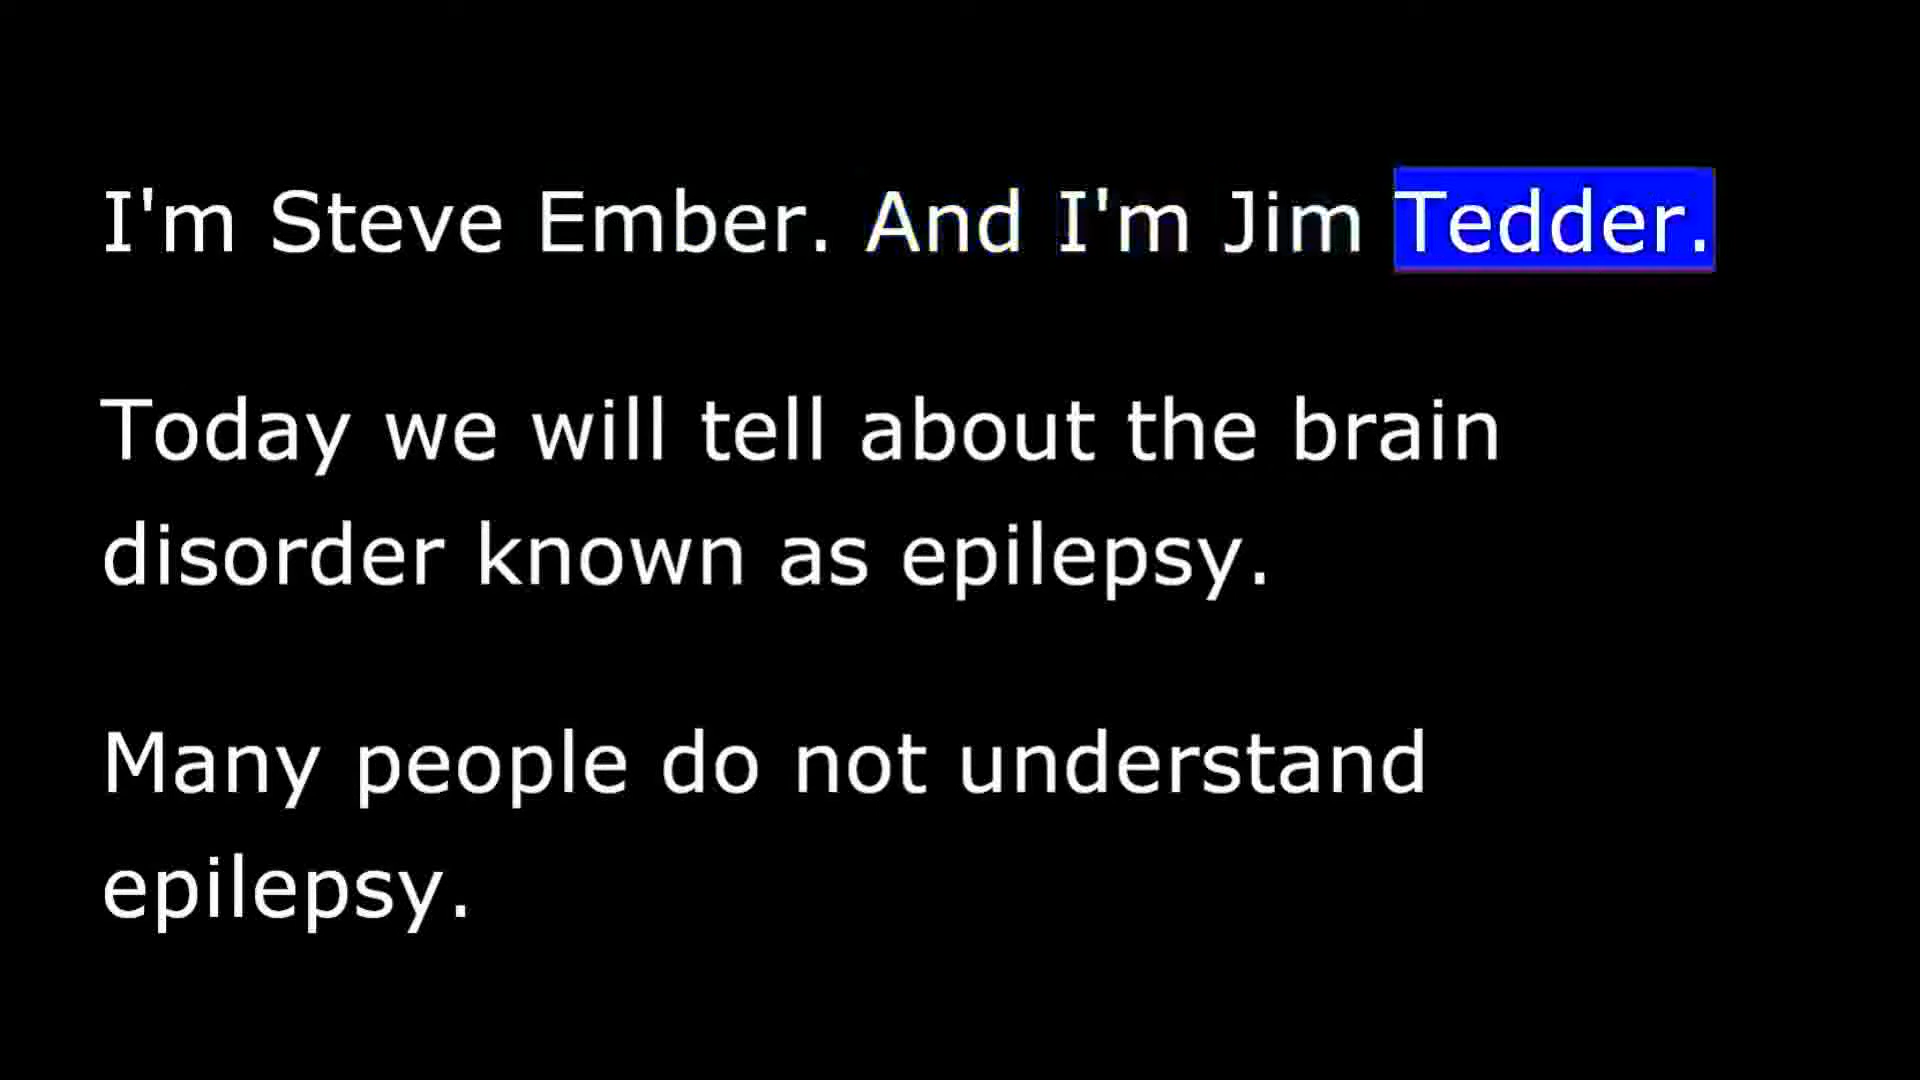 I'm Steve Ember. And I'm Jim Tedder.
Today we will tell about the brain
disorder known as epilepsy.
Many people do not understand
epilepsy.